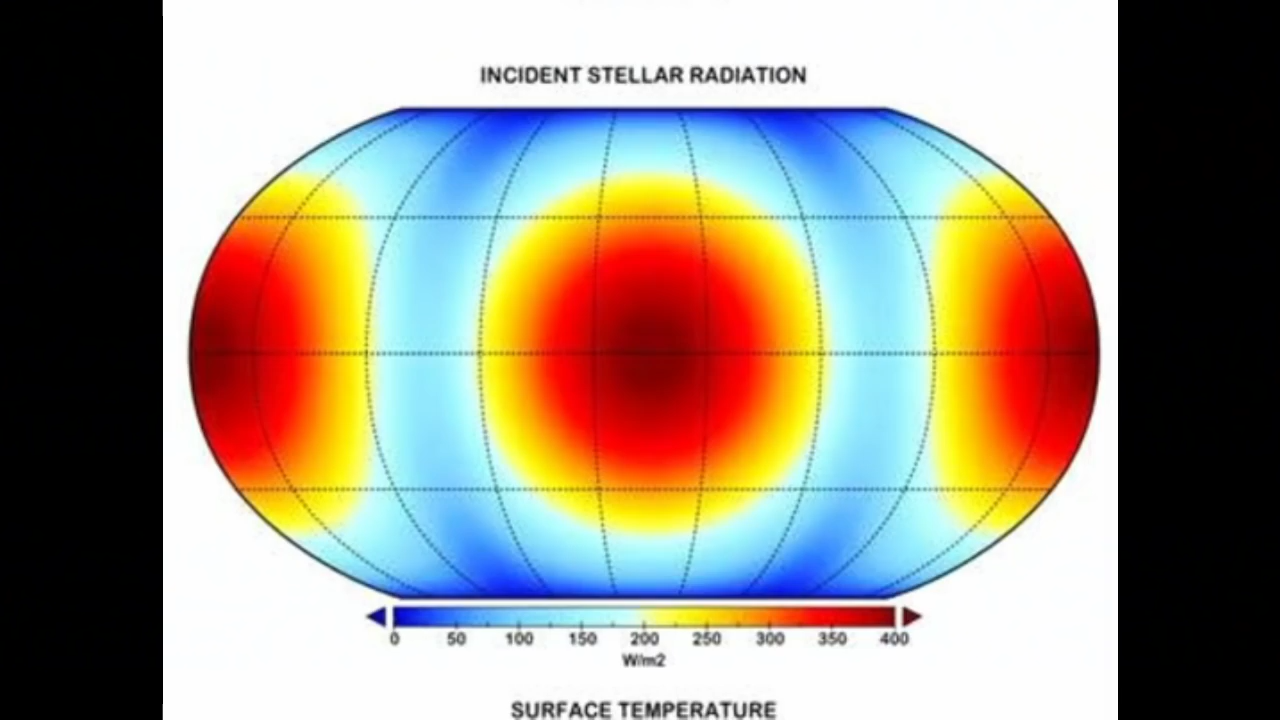 INCIDENT STELLAR RADIATION
0 50 100 150 200 250 300 350 400
W/m2
SURFACE TEMPERATURE